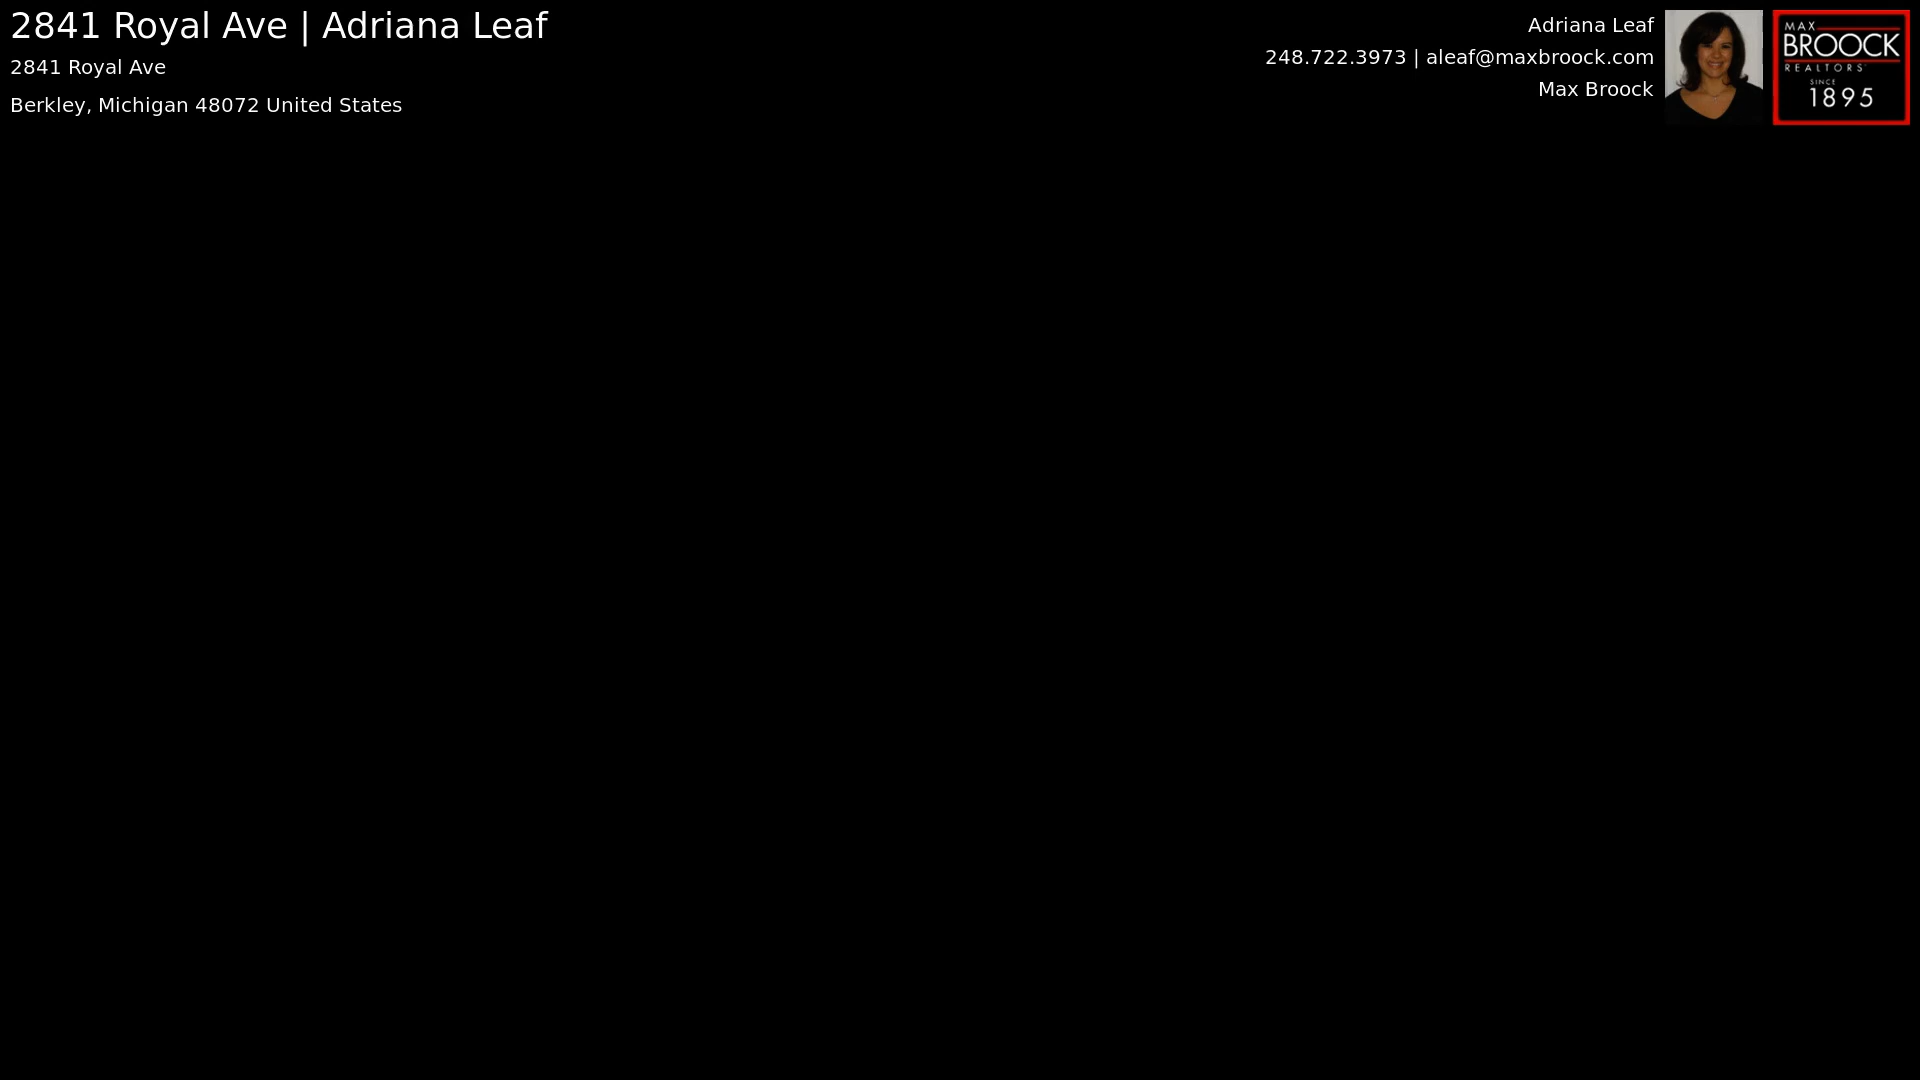 2841 Royal Ave | Adriana Leaf
2841 Royal Ave
Berkley, Michigan 48072 United States
Adriana Leaf
248.722.3973 | aleaf@maxbroock.com
Max Broock
MAX
BROOCK
REALTORS
SINCE
1895